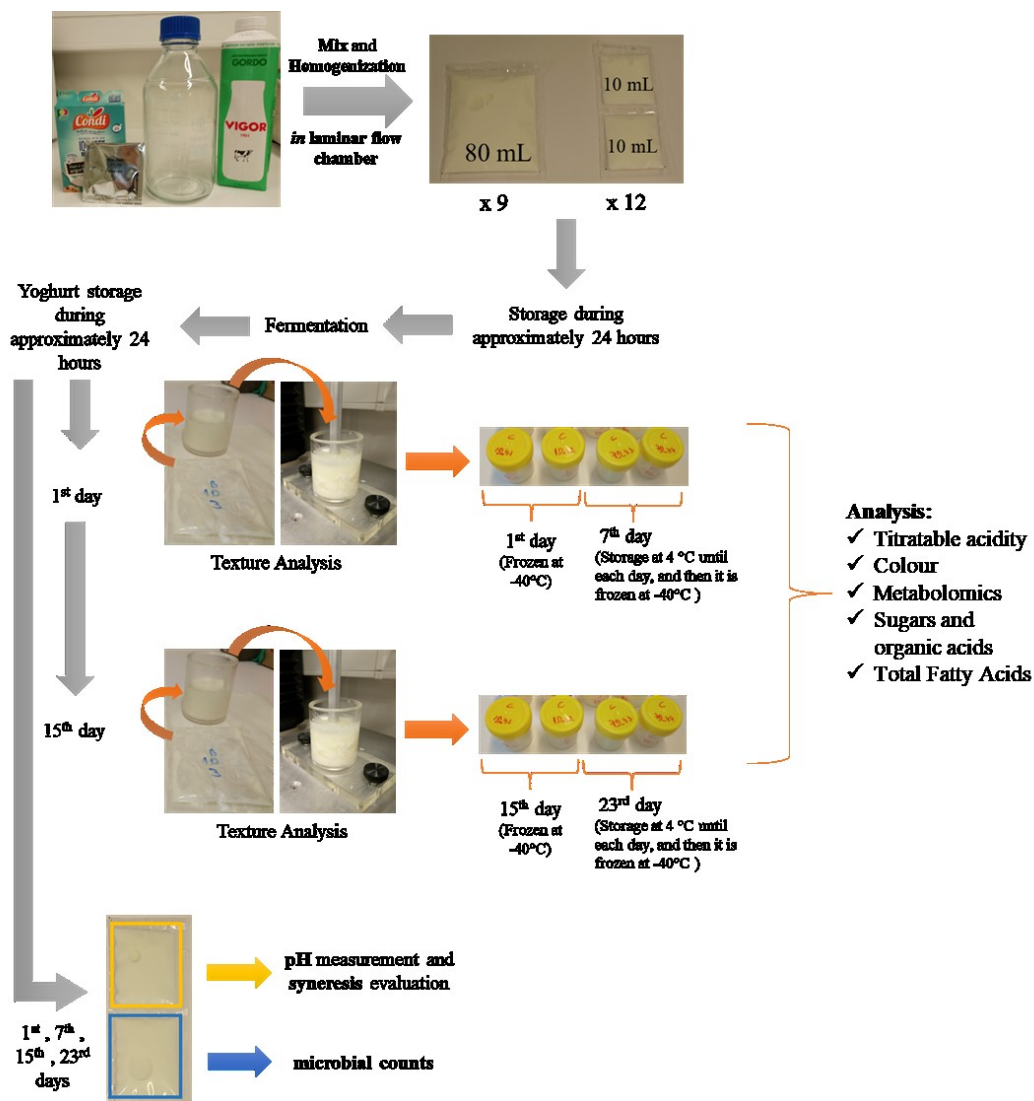 Mix and
Homogenization
in laminar flow
chamber
Condi
GORDO
VIGOR
80 mL
10 mL
10 mL
x 9
x 12
Storage during
approximately 24 hours
Fermentation
Yoghurt storage
during
approximately 24
hours
1st day
Texture Analysis
C
C
C
1st day
(Frozen at
-40°C)
7th day
(Storage at 4 °C until
each day, and then it is
frozen at -40°C )
Analysis:
✓ Titratable acidity
✓ Colour
✓ Metabolomics
✓ Sugars and
organic acids
✓ Total Fatty Acids
15th day
Texture Analysis
C
C
C
15th day
(Frozen at
-40°C)
23rd day
(Storage at 4 °C until
each day, and then it is
frozen at -40°C )
pH measurement and
syneresis evaluation
1st , 7th ,
15th , 23rd
days
microbial counts